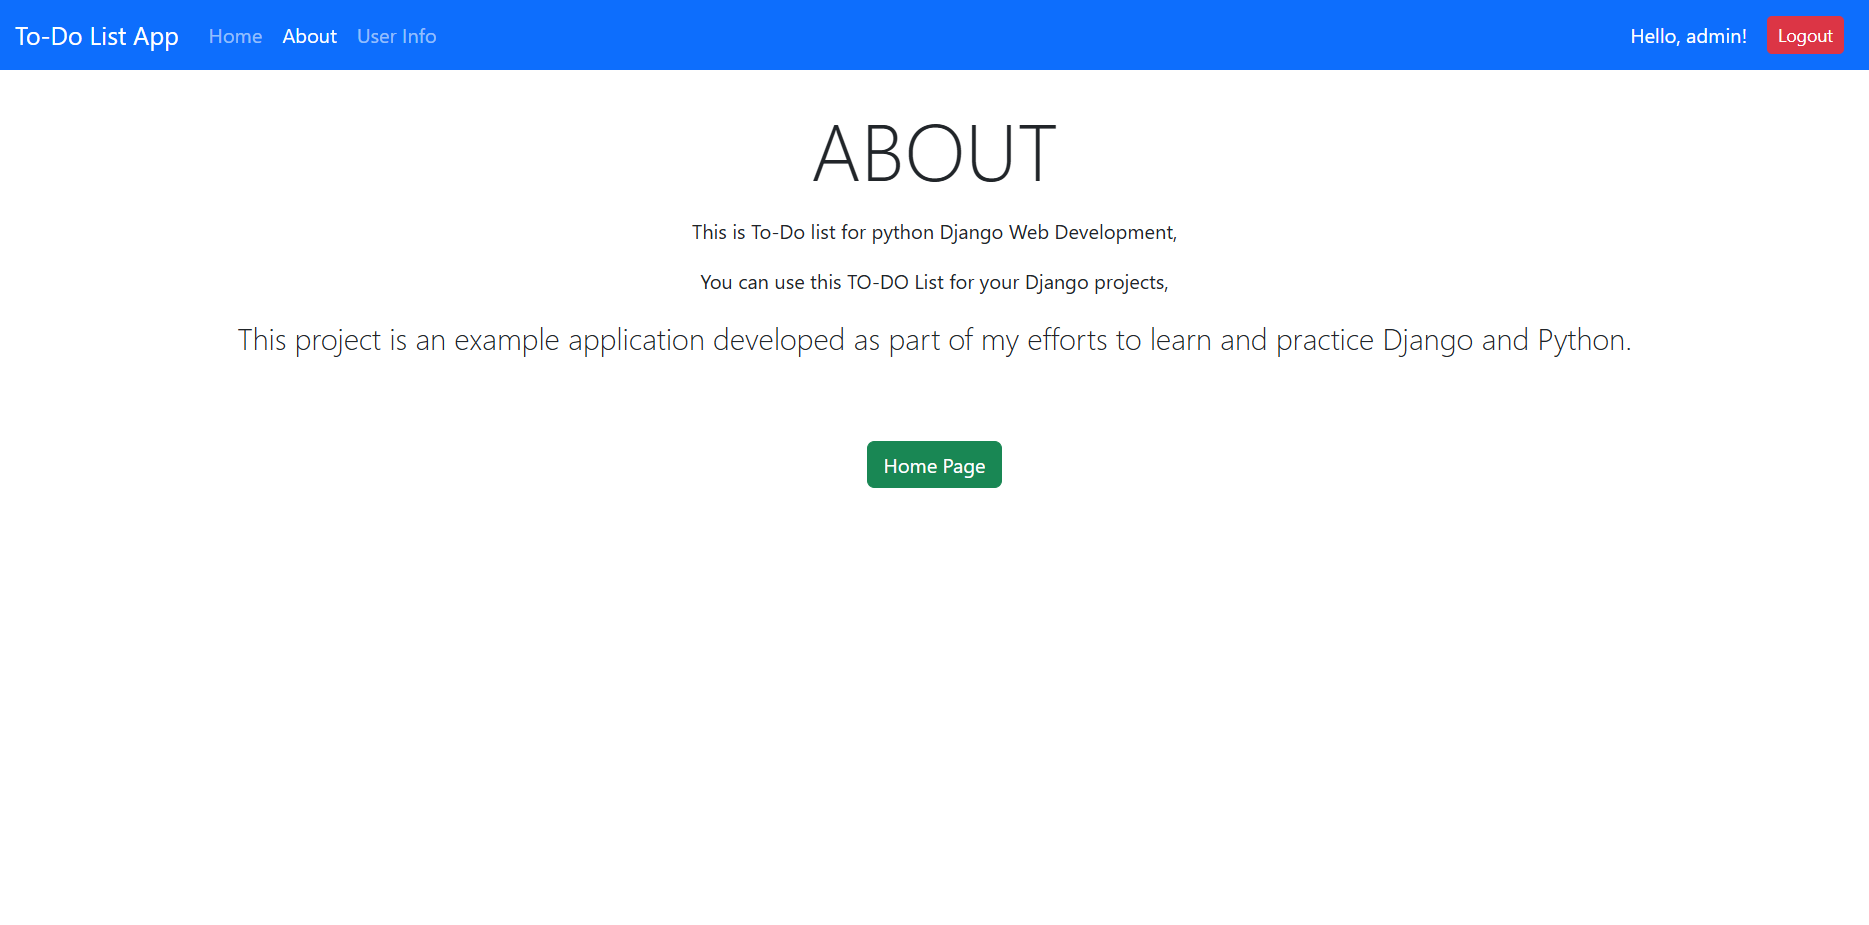 To-Do List App Home About User Info Hello, admin! Logout
ABOUT
This is To-Do list for python Django Web Development,
You can use this TO-DO List for your Django projects,
This project is an example application developed as part of my efforts to learn and practice Django and Python.
Home Page